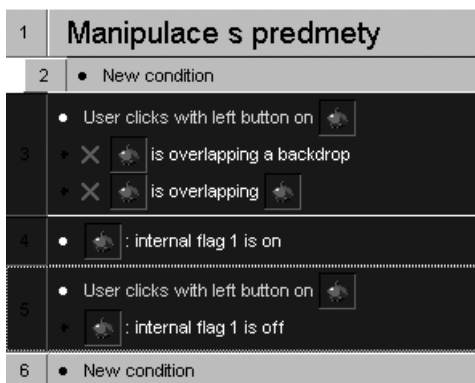 1 Manipulace s predmety
2 • New condition
3 • User clicks with left button on
is overlapping a backdrop
is overlapping
4 • : internal flag 1 is on
5 • User clicks with left button on
: internal flag 1 is off
6 • New condition